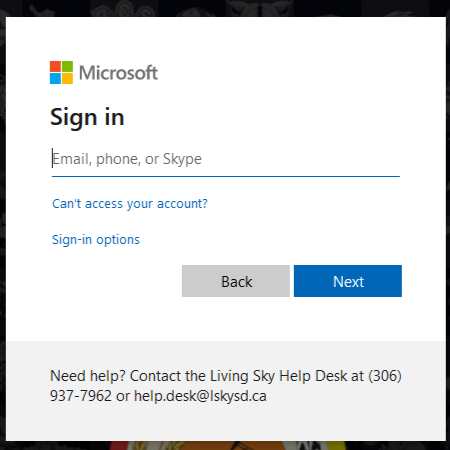 Microsoft
Sign in
Email, phone, or Skype
Can't access your account?
Sign-in options
Back Next
Need help? Contact the Living Sky Help Desk at (306)
937-7962 or help.desk@lskysd.ca